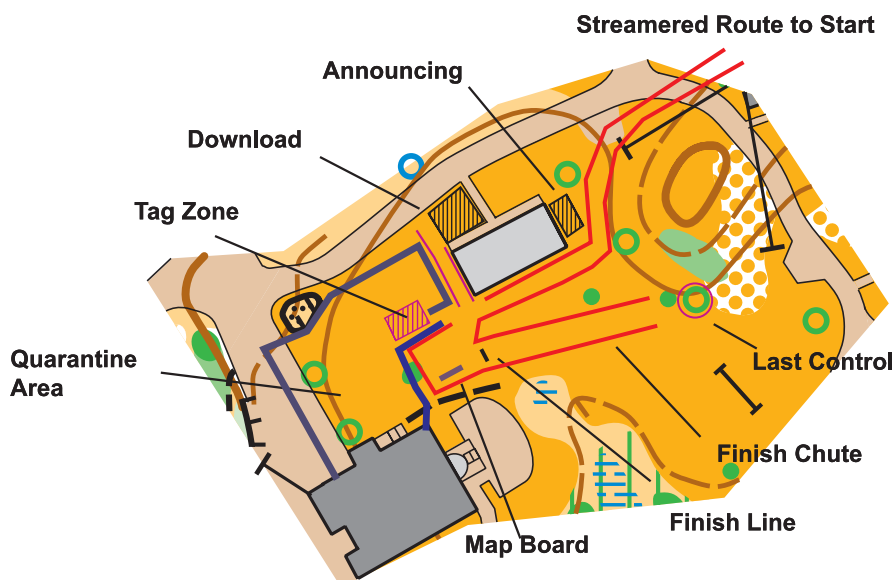 Streamered Route to Start
Announcing
Download
Tag Zone
Quarantine
Area
Last Control
Finish Chute
Finish Line
Map Board